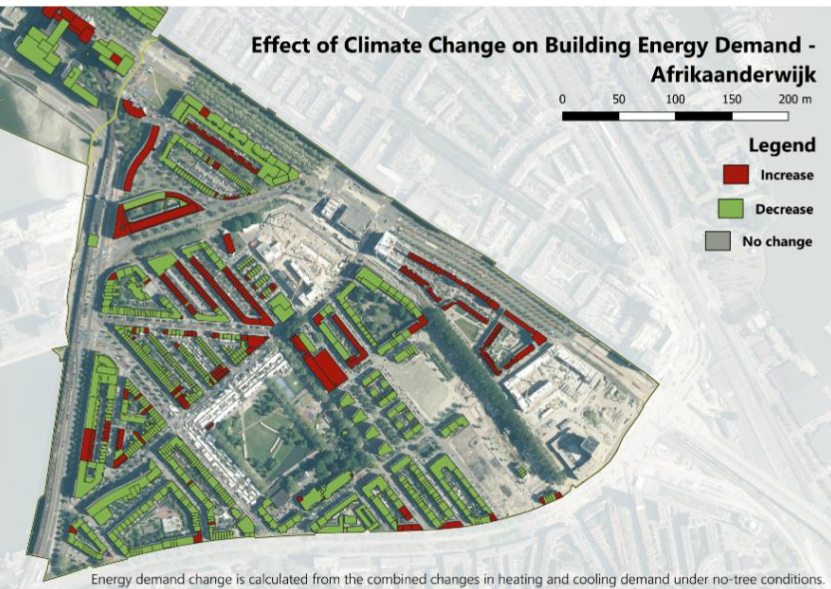 Effect of Climate Change on Building Energy Demand -
Afrikaanderwijk
0 50 100 150 200 m
Legend
Increase
Decrease
No change
Energy demand change is calculated from the combined changes in heating and cooling demand under no-tree conditions.